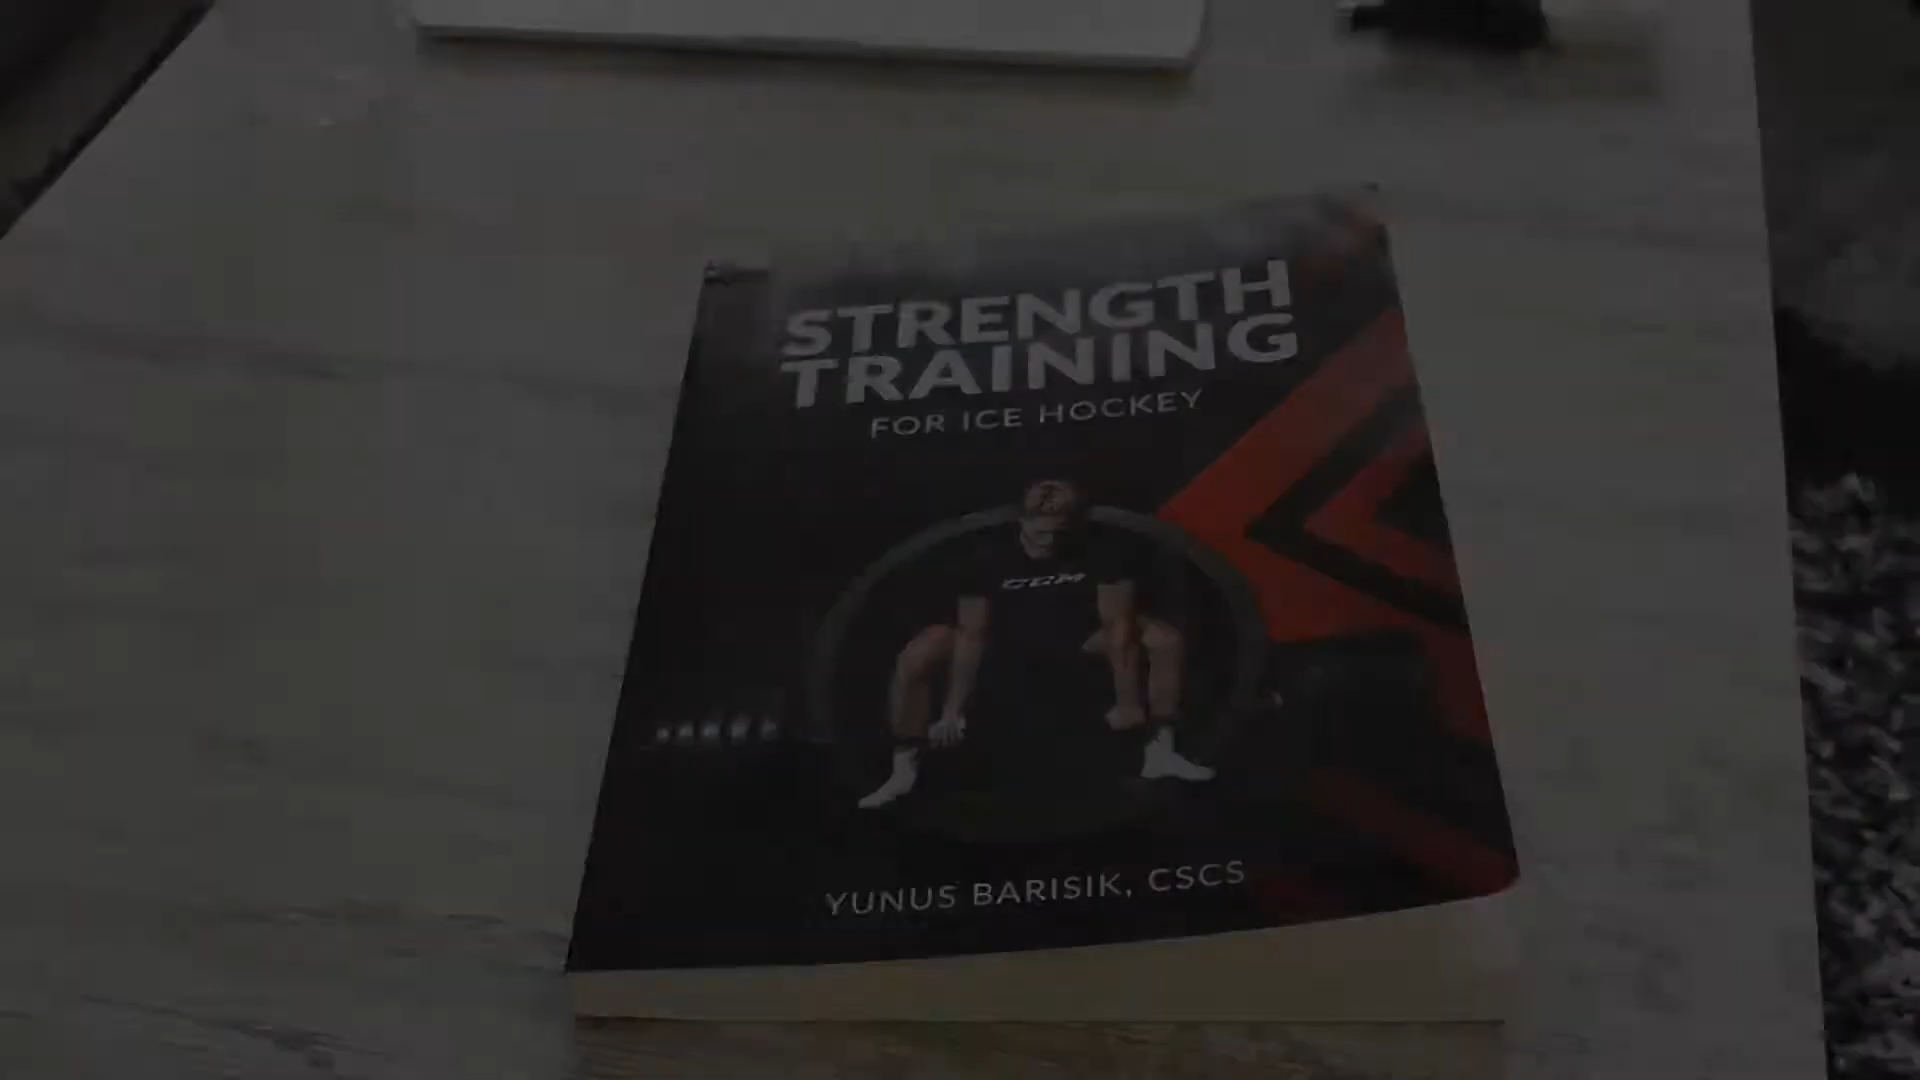 STRENGTH
TRAINING
FOR ICE HOCKEY
CCM
YUNUS BARISIK, CSCS